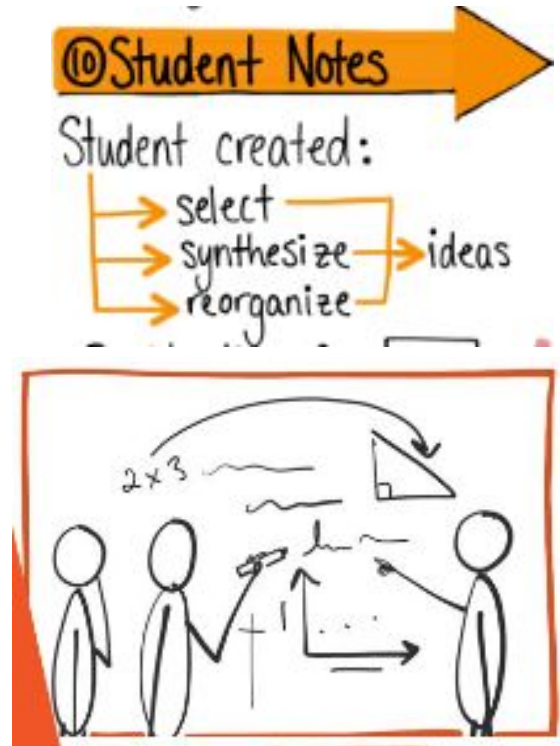 ⑩Student Notes
Student created:
select
synthesize ideas
reorganize
2x3